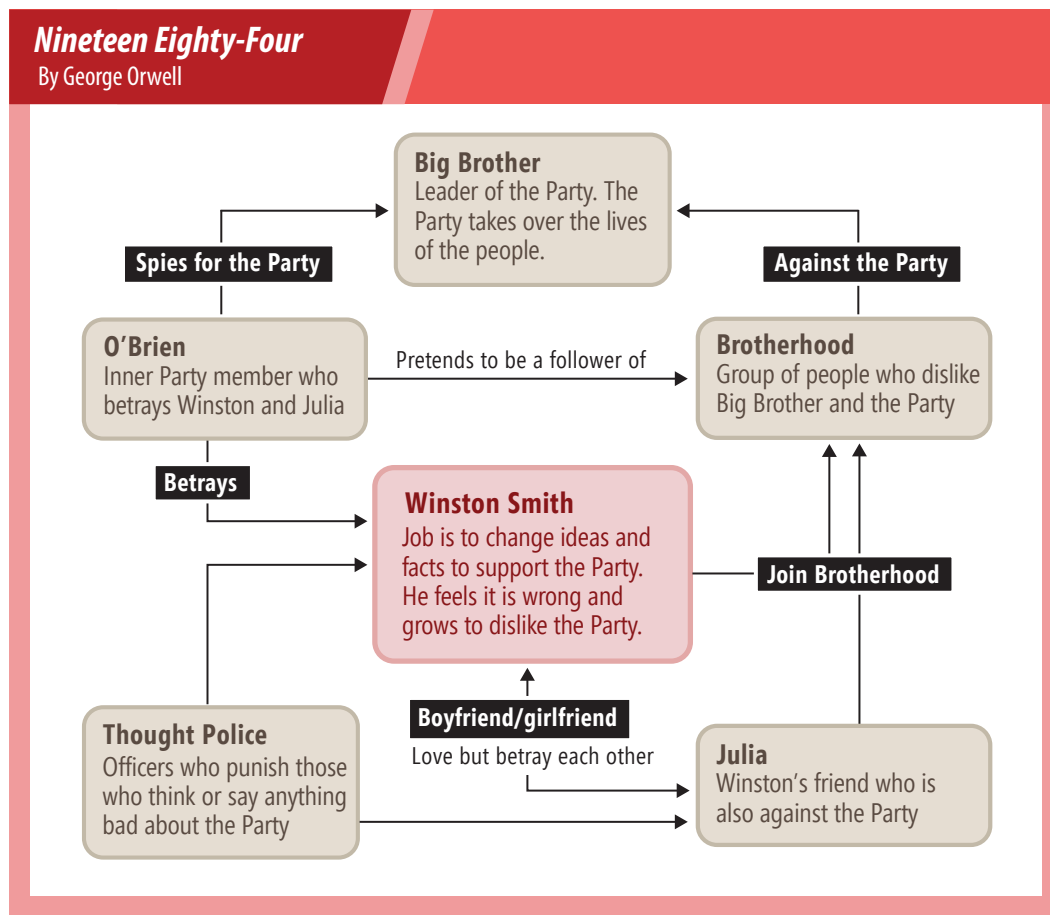 Nineteen Eighty-Four
By George Orwell
Big Brother
Leader of the Party. The
Party takes over the lives
of the people.
Spies for the Party
Against the Party
O’Brien
Inner Party member who
betrays Winston and Julia
Pretends to be a follower of
Brotherhood
Group of people who dislike
Big Brother and the Party
Betrays
Winston Smith
Job is to change ideas and
facts to support the Party.
He feels it is wrong and
grows to dislike the Party.
Join Brotherhood
Boyfriend/girlfriend
Love but betray each other
Thought Police
Officers who punish those
who think or say anything
bad about the Party
Julia
Winston’s friend who is
also against the Party